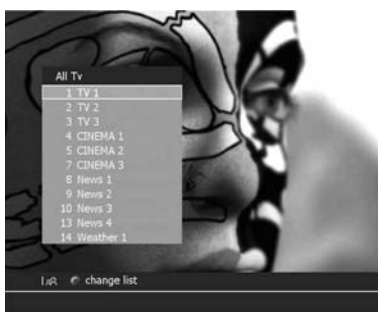 All Tv
1 TV 1
2 TV 2
3 TV 3
4 CINEMA 1
5 CINEMA 2
7 CINEMA 3
8 News 1
9 News 2
10 News 3
13 News 4
14 Weather 1
change list